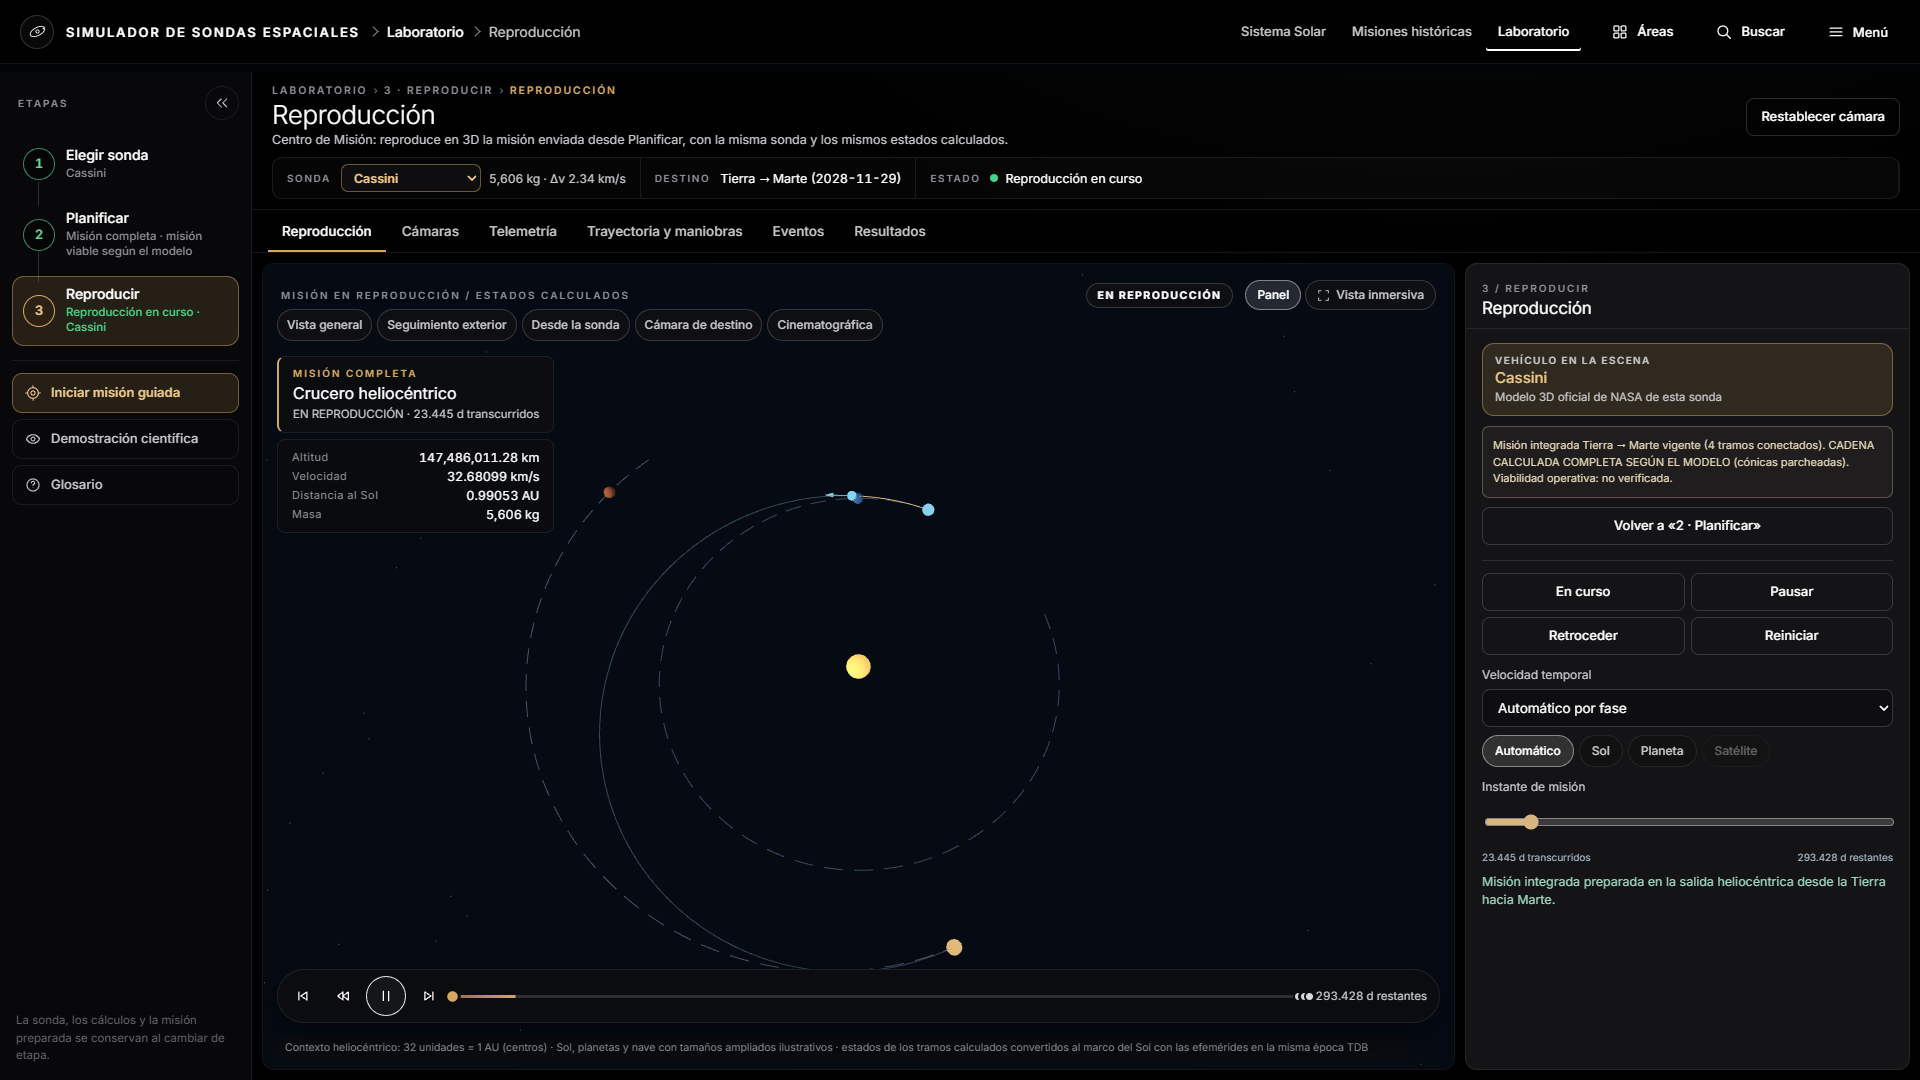 SIMULADOR DE SONDAS ESPACIALES
Laboratorio
Reproducción
Sistema Solar
Misiones históricas
Laboratorio
Áreas
Buscar
Menú
ETAPAS
1
Elegir sonda
Cassini
2
Planificar
Misión completa · misión
viable según el modelo
3
Reproducir
Reproducción en curso ·
Cassini
Iniciar misión guiada
Demostración científica
Glosario
La sonda, los cálculos y la misión
preparada se conservan al cambiar de
etapa.
LABORATORIO › 3 · REPRODUCIR › REPRODUCCIÓN
Reproducción
Centro de Misión: reproduce en 3D la misión enviada desde Planificar, con la misma sonda y los mismos estados calculados.
Restablecer cámara
SONDA
Cassini
5,606 kg · Δv 2.34 km/s
DESTINO
Tierra → Marte (2028-11-29)
ESTADO
Reproducción en curso
Reproducción
Cámaras
Telemetría
Trayectoria y maniobras
Eventos
Resultados
MISIÓN EN REPRODUCCIÓN / ESTADOS CALCULADOS
EN REPRODUCCIÓN
Panel
Vista inmersiva
Vista general
Seguimiento exterior
Desde la sonda
Cámara de destino
Cinematográfica
MISIÓN COMPLETA
Crucero heliocéntrico
EN REPRODUCCIÓN · 23.445 d transcurridos
Altitud 147,486,011.28 km
Velocidad 32.68099 km/s
Distancia al Sol 0.99053 AU
Masa 5,606 kg
293.428 d restantes
Contexto heliocéntrico: 32 unidades = 1 AU (centros) · Sol, planetas y nave con tamaños ampliados ilustrativos · estados de los tramos calculados convertidos al marco del Sol con las efemérides en la misma época TDB
3 / REPRODUCIR
Reproducción
VEHÍCULO EN LA ESCENA
Cassini
Modelo 3D oficial de NASA de esta sonda
Misión integrada Tierra → Marte vigente (4 tramos conectados). CADENA
CALCULADA COMPLETA SEGÚN EL MODELO (cónicas parcheadas).
Viabilidad operativa: no verificada.
Volver a «2 · Planificar»
En curso
Pausar
Retroceder
Reiniciar
Velocidad temporal
Automático por fase
Automático
Sol
Planeta
Satélite
Instante de misión
23.445 d transcurridos
293.428 d restantes
Misión integrada preparada en la salida heliocéntrica desde la Tierra
hacia Marte.